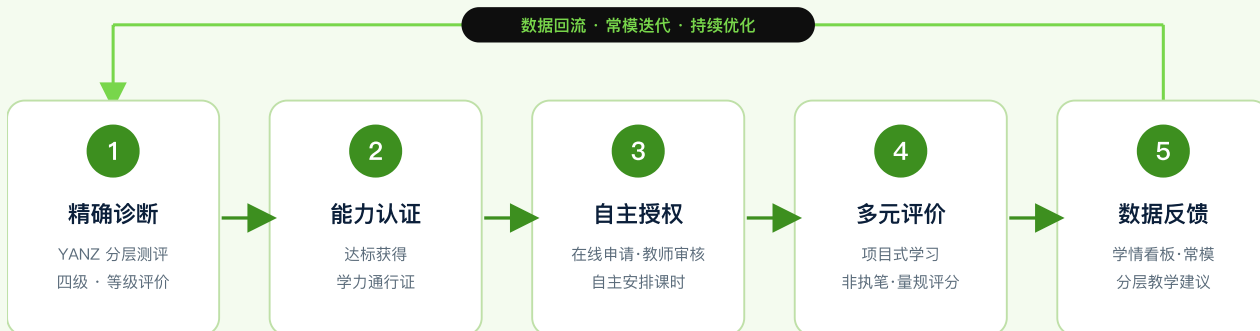 数据回流 · 常模迭代 · 持续优化
1
精确诊断
YANZ 分层测评
四级 · 等级评价
2
能力认证
达标获得
学力通行证
3
自主授权
在线申请·教师审核
自主安排课时
4
多元评价
项目式学习
非执笔·量规评分
5
数据反馈
学情看板·常模
分层教学建议